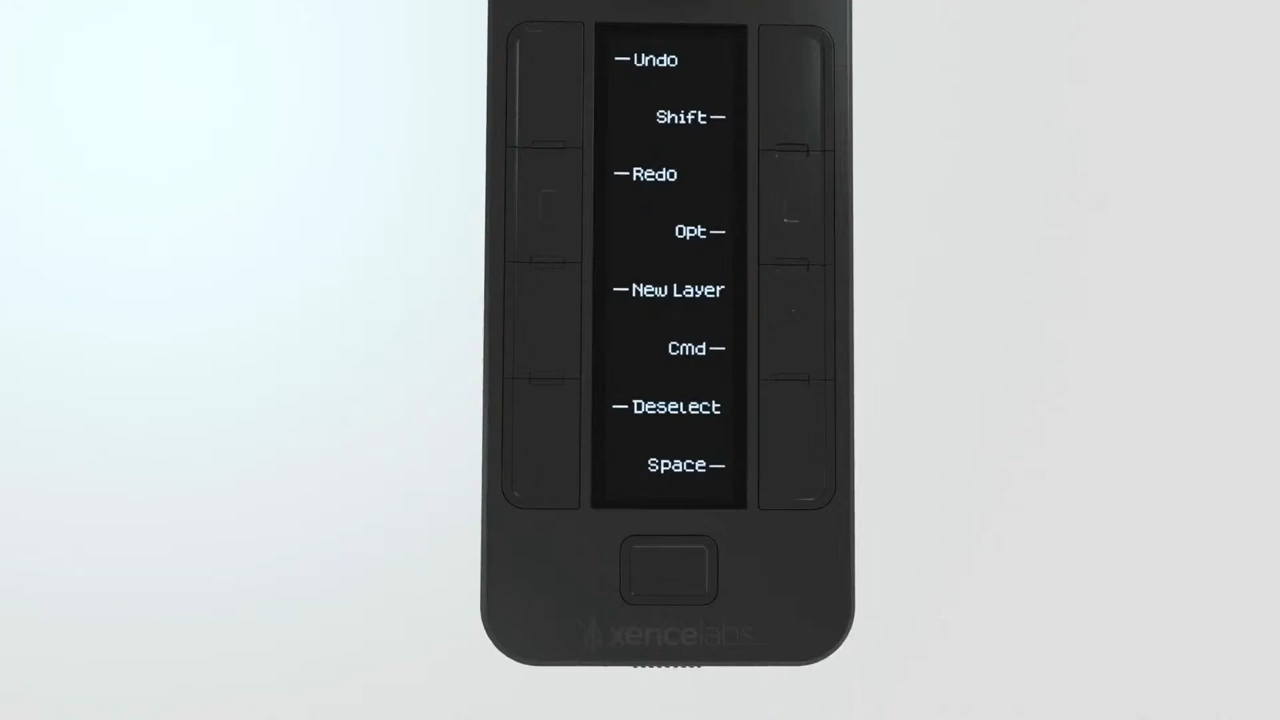 Undo
Shift
Redo
Opt
New Layer
Cmd
Deselect
Space
xencelabs